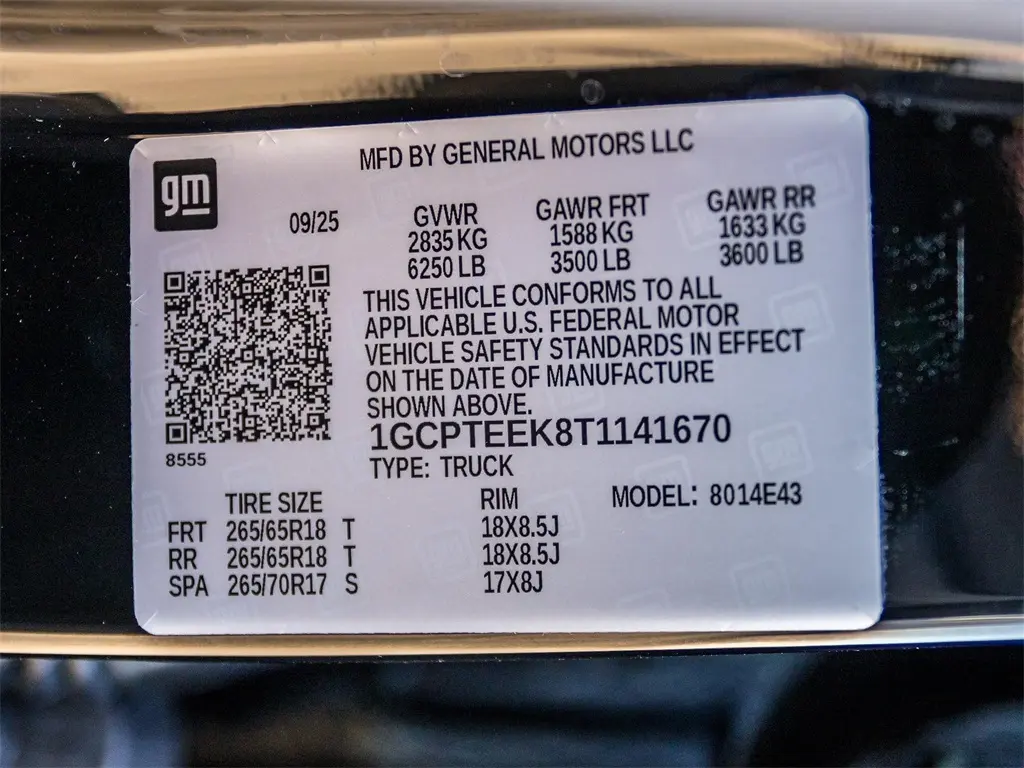 MFD BY GENERAL MOTORS LLC
gm
09/25
GVWR GAWR FRT GAWR RR
2835 KG 1588 KG 1633 KG
6250 LB 3500 LB 3600 LB
THIS VEHICLE CONFORMS TO ALL
APPLICABLE U.S. FEDERAL MOTOR
VEHICLE SAFETY STANDARDS IN EFFECT
ON THE DATE OF MANUFACTURE
SHOWN ABOVE.
1GCPTEEK8T1141670
8555
TYPE: TRUCK
TIRE SIZE RIM MODEL: 8014E43
FRT 265/65R18 T 18X8.5J
RR 265/65R18 T 18X8.5J
SPA 265/70R17 S 17X8J